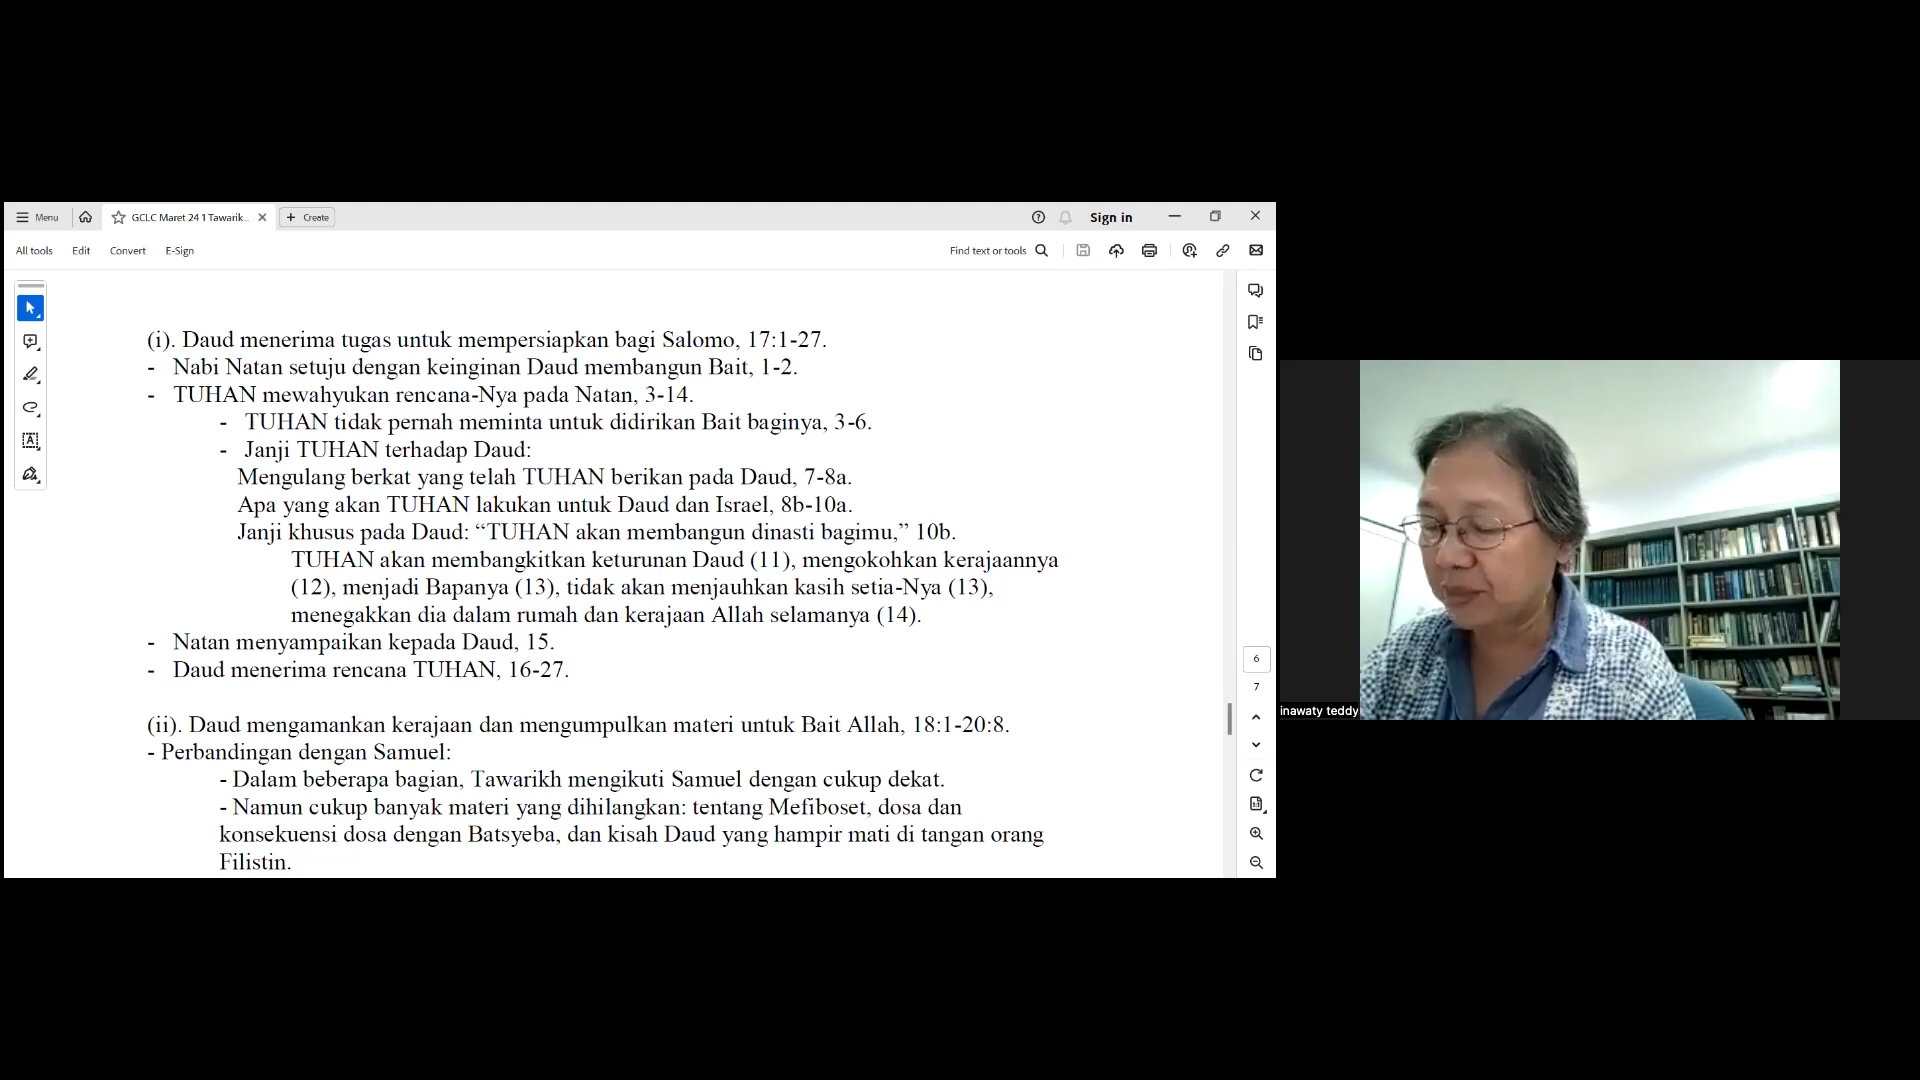 Menu
GCLC Maret 24 1 Tawarik...
Create
Sign in
All tools
Edit
Convert
E-Sign
Find text or tools
(i). Daud menerima tugas untuk mempersiapkan bagi Salomo, 17:1-27.
- Nabi Natan setuju dengan keinginan Daud membangun Bait, 1-2.
- TUHAN mewahyukan rencana-Nya pada Natan, 3-14.
- TUHAN tidak pernah meminta untuk didirikan Bait baginya, 3-6.
- Janji TUHAN terhadap Daud:
Mengulang berkat yang telah TUHAN berikan pada Daud, 7-8a.
Apa yang akan TUHAN lakukan untuk Daud dan Israel, 8b-10a.
Janji khusus pada Daud: “TUHAN akan membangun dinasti bagimu,” 10b.
TUHAN akan membangkitkan keturunan Daud (11), mengokohkan kerajaannya
(12), menjadi Bapanya (13), tidak akan menjauhkan kasih setia-Nya (13),
menegakkan dia dalam rumah dan kerajaan Allah selamanya (14).
- Natan menyampaikan kepada Daud, 15.
- Daud menerima rencana TUHAN, 16-27.
(ii). Daud mengamankan kerajaan dan mengumpulkan materi untuk Bait Allah, 18:1-20:8.
- Perbandingan dengan Samuel:
- Dalam beberapa bagian, Tawarikh mengikuti Samuel dengan cukup dekat.
- Namun cukup banyak materi yang dihilangkan: tentang Mefiboset, dosa dan
konsekuensi dosa dengan Batsyeba, dan kisah Daud yang hampir mati di tangan orang
Filistin.
6
7
inawaty teddy